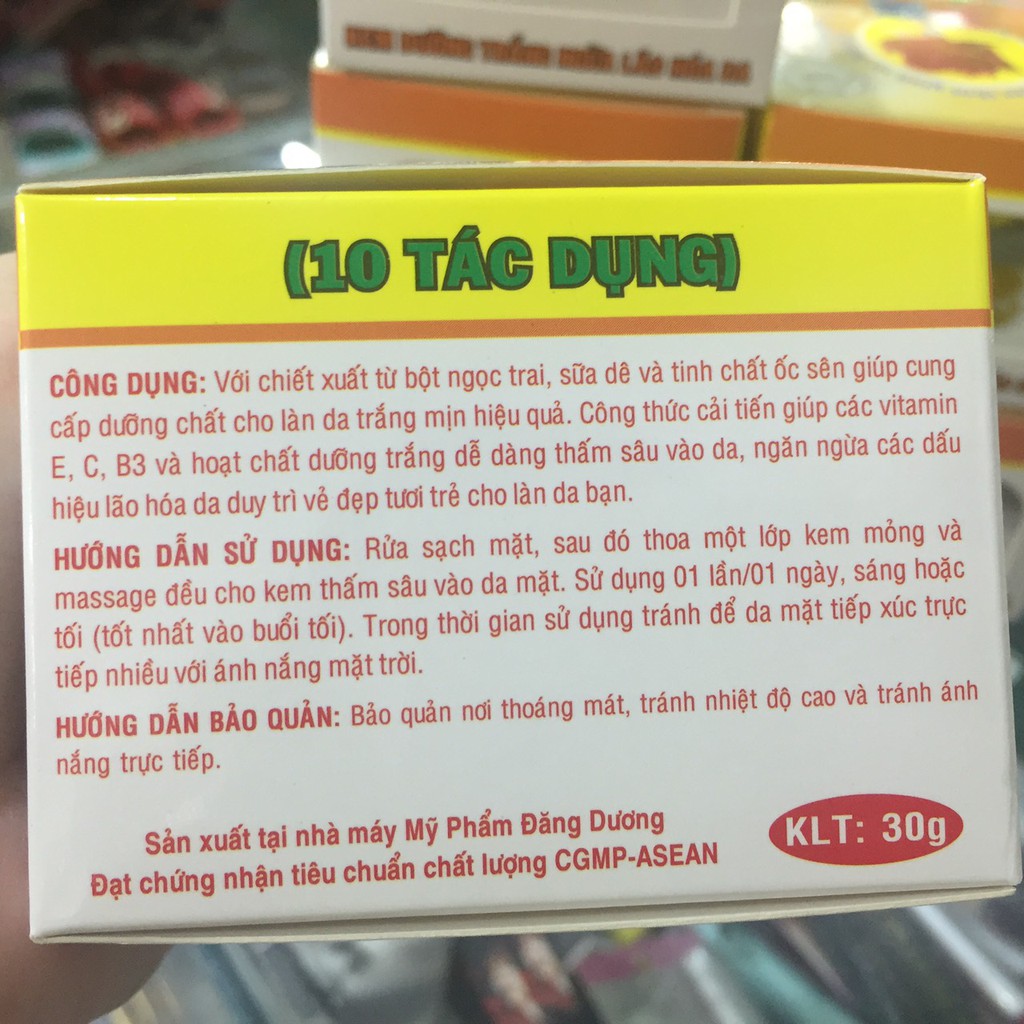 KEM DƯỠNG TRẮNG NGỪA LÃO HÓA DA
(10 TÁC DỤNG)
CÔNG DỤNG: Với chiết xuất từ bột ngọc trai, sữa dê và tinh chất ốc sên giúp cung
cấp dưỡng chất cho làn da trắng mịn hiệu quả. Công thức cải tiến giúp các vitamin
E, C, B3 và hoạt chất dưỡng trắng dễ dàng thấm sâu vào da, ngăn ngừa các dấu
hiệu lão hóa da duy trì vẻ đẹp tươi trẻ cho làn da bạn.
HƯỚNG DẪN SỬ DỤNG: Rửa sạch mặt, sau đó thoa một lớp kem mỏng và
massage đều cho kem thấm sâu vào da mặt. Sử dụng 01 lần/01 ngày, sáng hoặc
tối (tốt nhất vào buổi tối). Trong thời gian sử dụng tránh để da mặt tiếp xúc trực
tiếp nhiều với ánh nắng mặt trời.
HƯỚNG DẪN BẢO QUẢN: Bảo quản nơi thoáng mát, tránh nhiệt độ cao và tránh ánh
nắng trực tiếp.
Sản xuất tại nhà máy Mỹ Phẩm Đăng Dương
Đạt chứng nhận tiêu chuẩn chất lượng CGMP-ASEAN
KLT: 30g